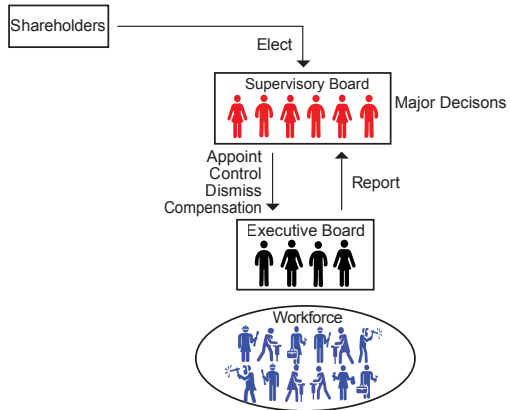 Shareholders
Elect
Supervisory Board
Major Decisons
Appoint
Control
Dismiss
Compensation
Report
Executive Board
Workforce